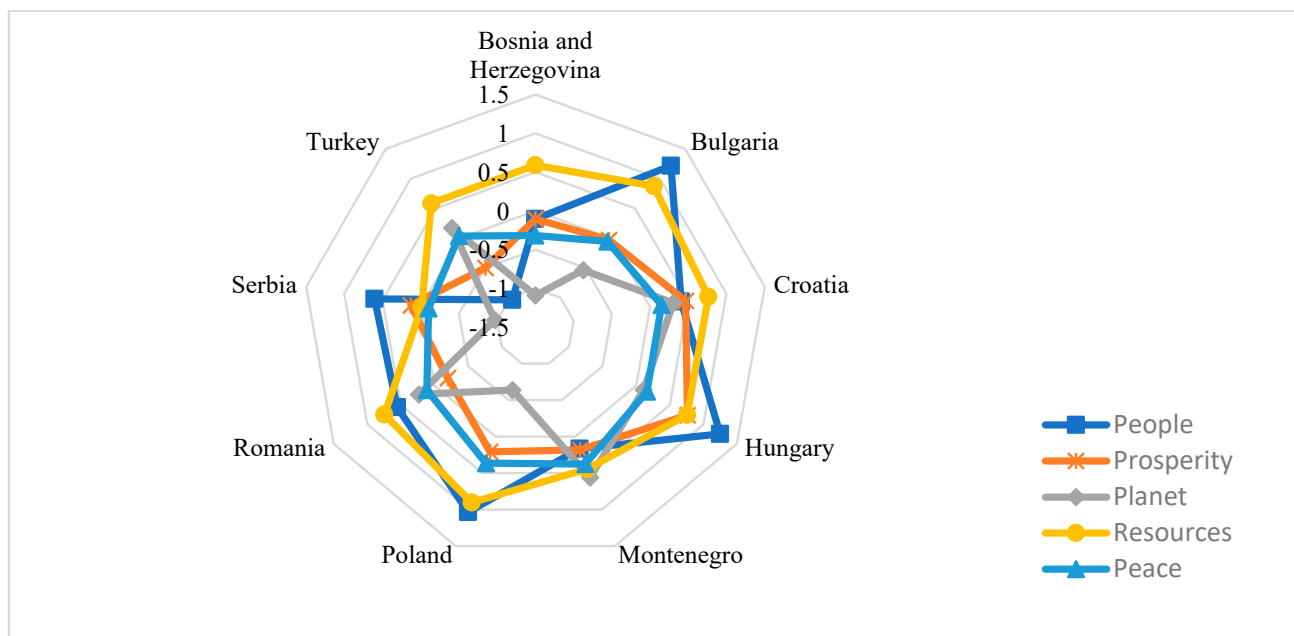 Bosnia and
Herzegovina
1.5
1
0.5
0
-0.5
-1
-1.5
Bulgaria
Croatia
Hungary
Montenegro
Poland
Romania
Serbia
Turkey
People
Prosperity
Planet
Resources
Peace